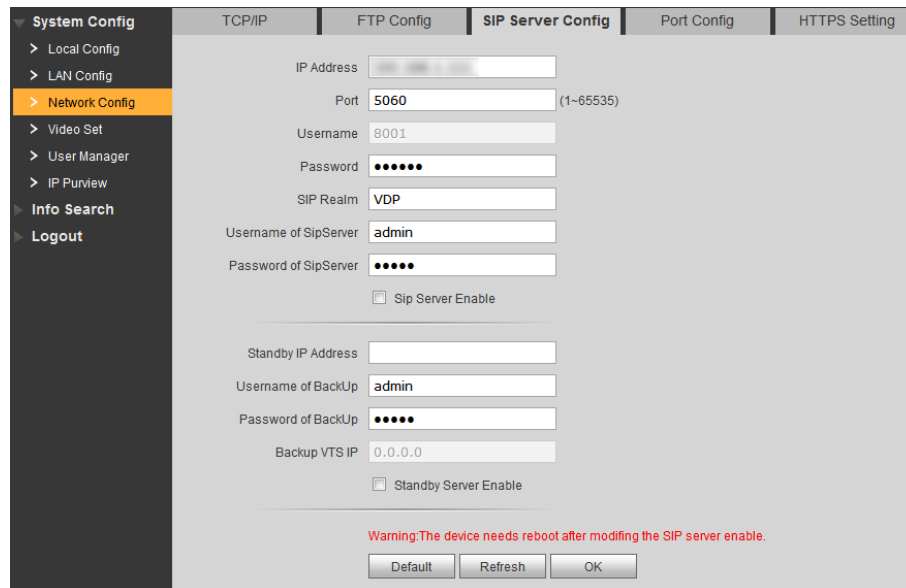 System Config
Local Config
LAN Config
Network Config
Video Set
User Manager
IP Purview
Info Search
Logout
TCP/IP FTP Config SIP Server Config Port Config HTTPS Setting
IP Address
Port 5060 (1~65535)
Username 8001
Password ●●●●●●
SIP Realm VDP
Username of SipServer admin
Password of SipServer ●●●●●
Sip Server Enable
Standby IP Address
Username of BackUp admin
Password of BackUp ●●●●●
Backup VTS IP 0.0.0.0
Standby Server Enable
Warning:The device needs reboot after modifing the SIP server enable.
Default Refresh OK